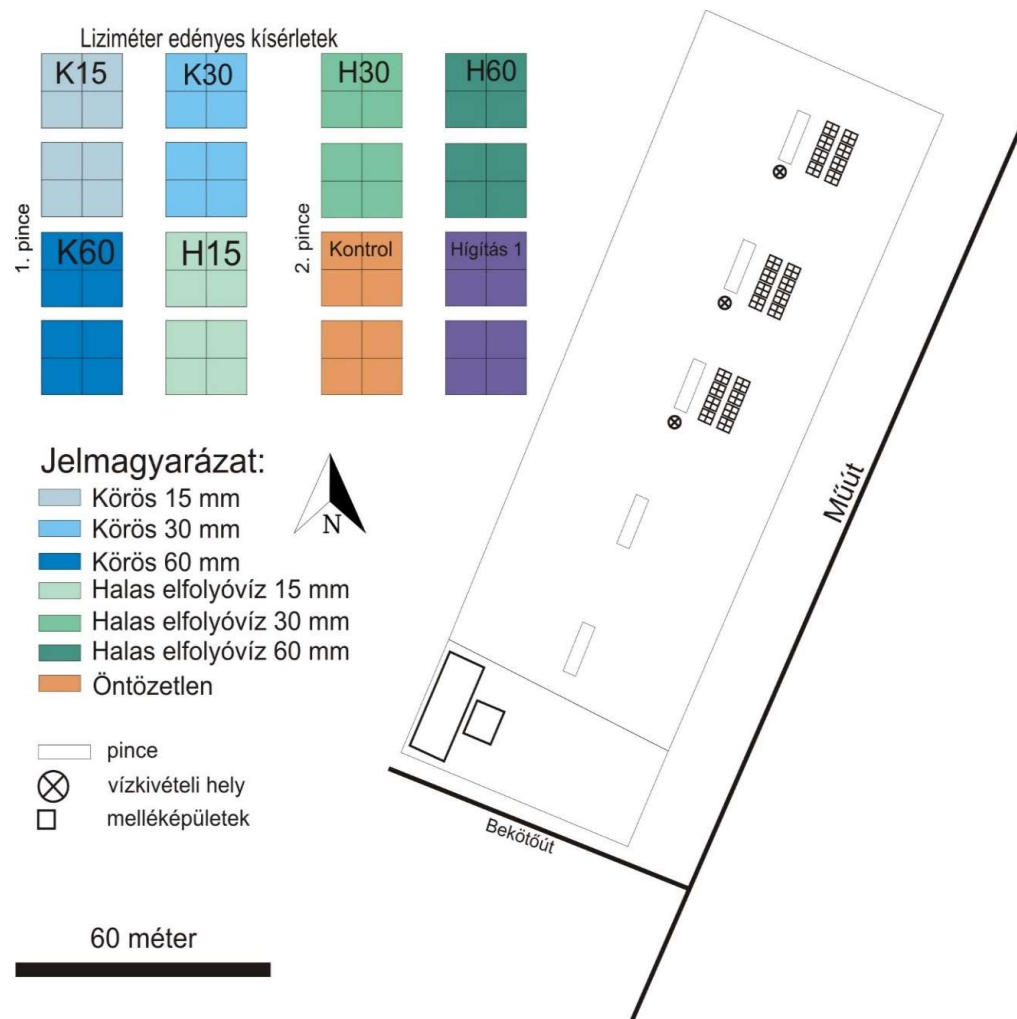 Liziméter edényes kísérletek
K15
K30
H30
H60
1. pince
K60
H15
2. pince
Kontrol
Hígítás 1
Jelmagyarázat:
Körös 15 mm
Körös 30 mm
Körös 60 mm
Halas elfolyóvíz 15 mm
Halas elfolyóvíz 30 mm
Halas elfolyóvíz 60 mm
Öntözetlen
N
pince
vízkivételi hely
melléképületek
60 méter
Műút
Bekötőút